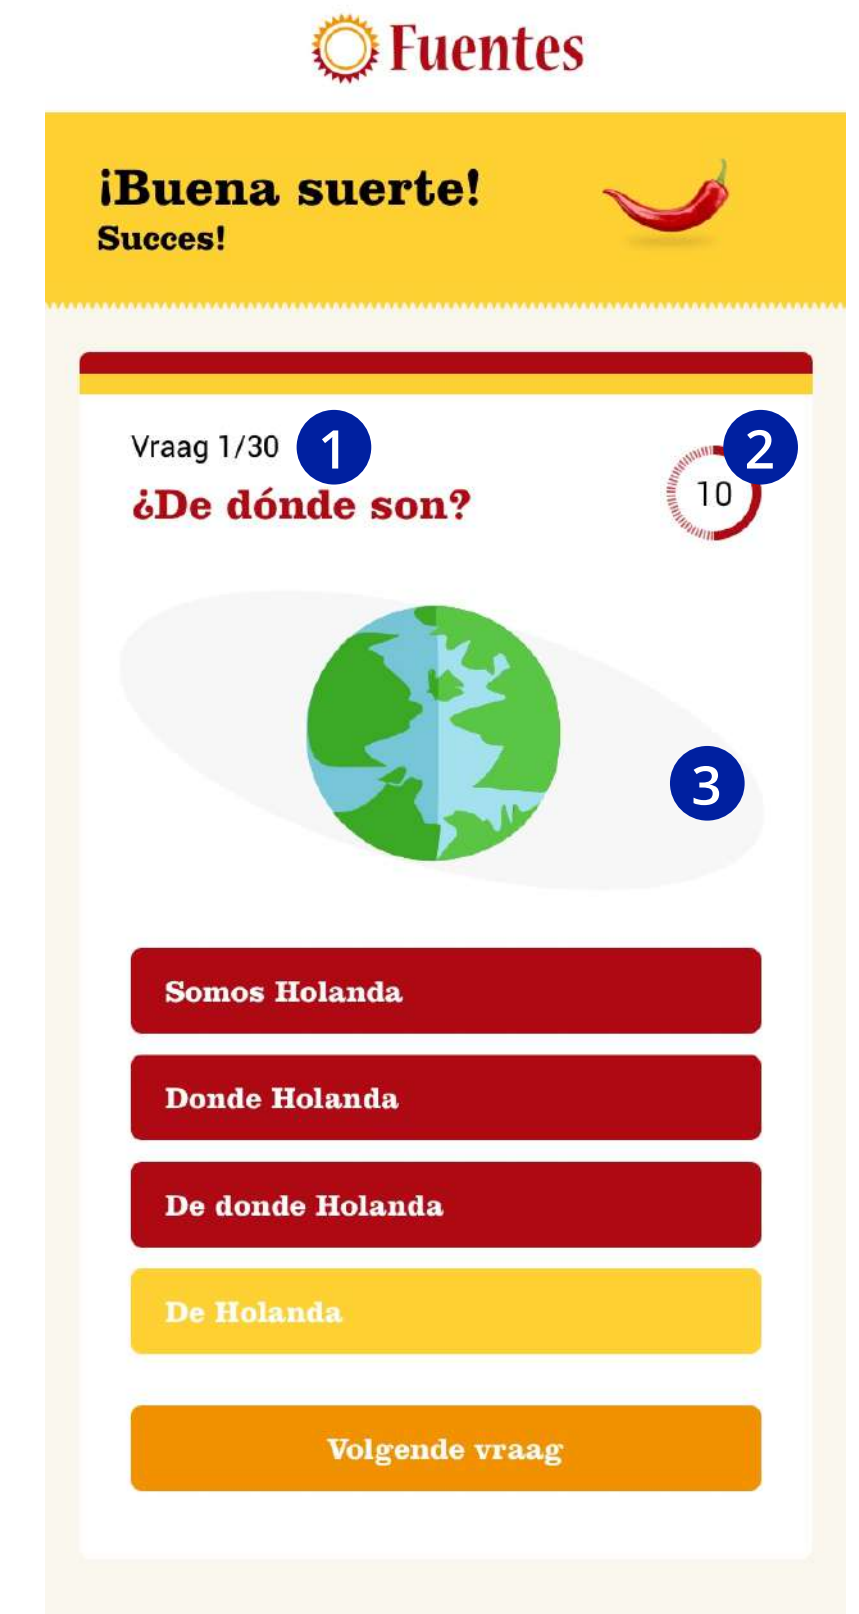 Fuentes
¡Buena suerte!
Succes!
Vraag 1/30
1
2
¿De dónde son?
10
3
Somos Holanda
Donde Holanda
De donde Holanda
De Holanda
Volgende vraag